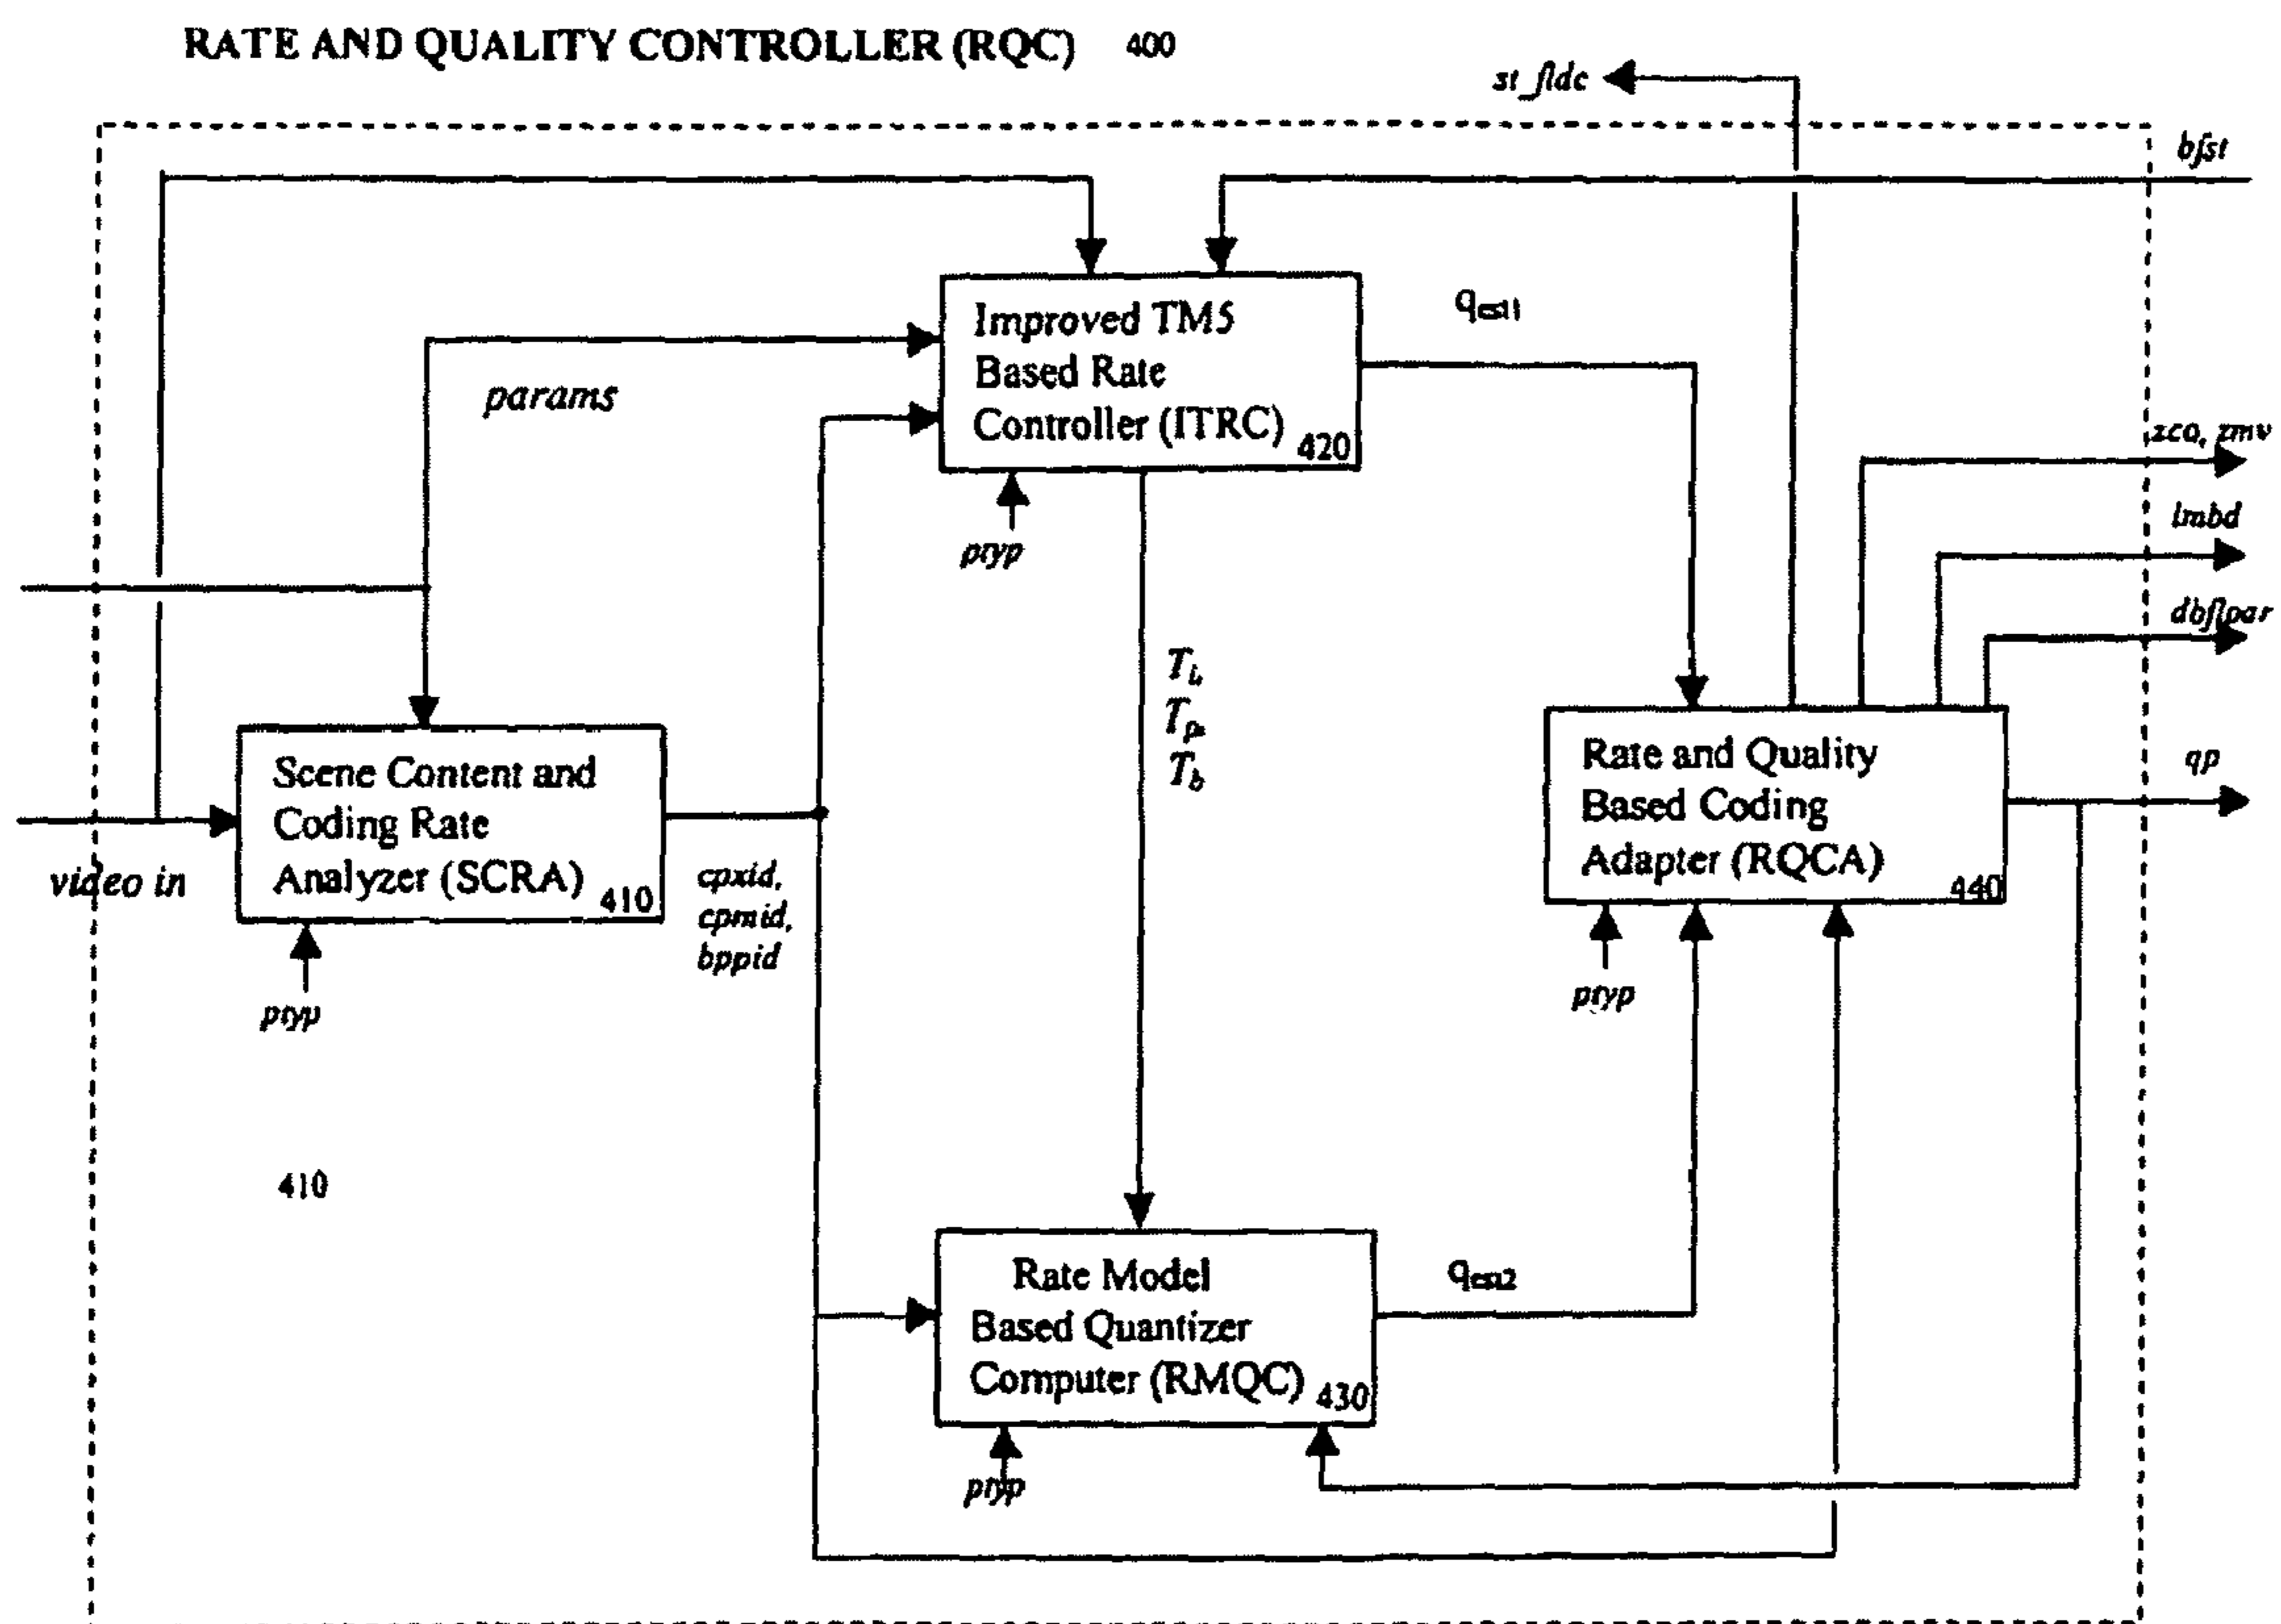 RATE AND QUALITY CONTROLLER (RQC) 400
st_fldc
bfst
Improved TM5
Based Rate
Controller (ITRC)
420
qest1
params
zco, zmv
lmbd
dbflpar
ptyp
Ti,
Tp,
Tb
Scene Content and
Coding Rate
Analyzer (SCRA)
410
video in
cpxid,
cpmid,
bppid
ptyp
Rate and Quality
Based Coding
Adapter (RQCA)
440
qp
ptyp
410
Rate Model
Based Quantizer
Computer (RMQC)
430
qest2
ptyp